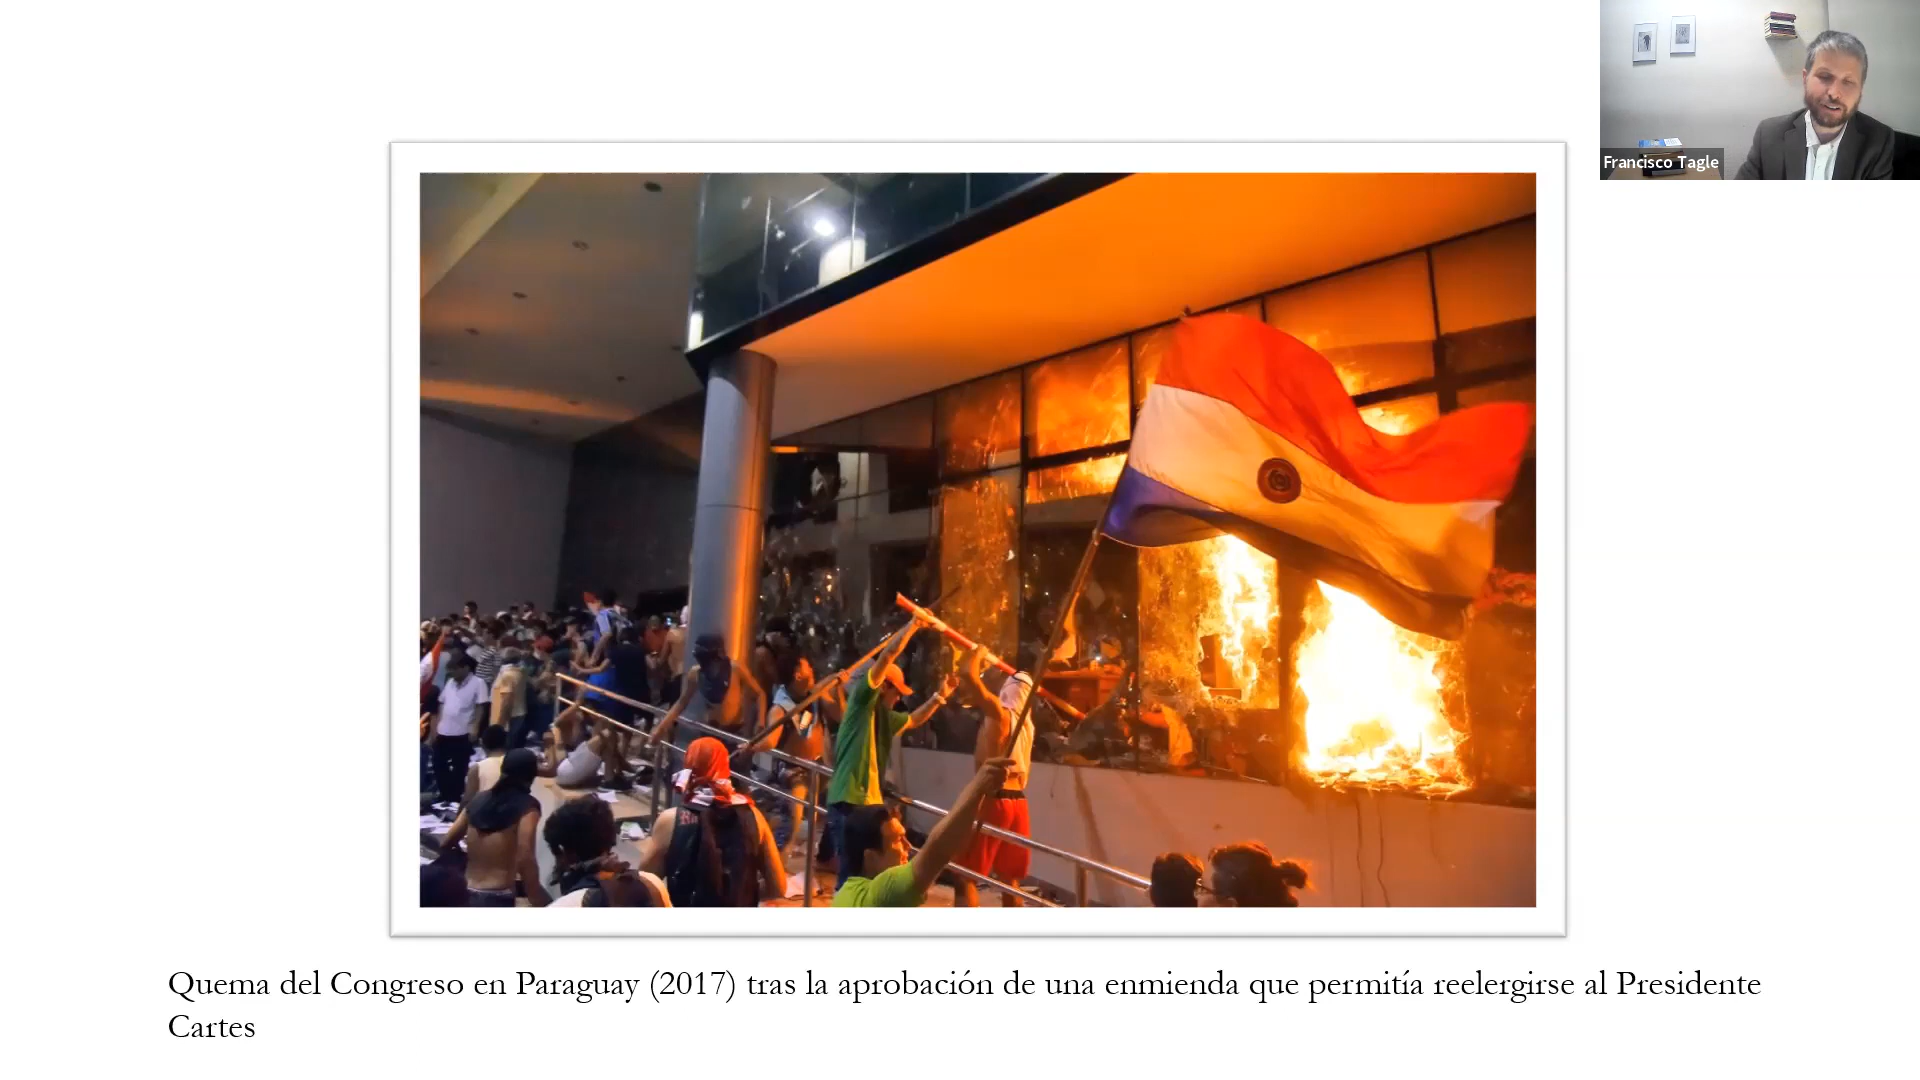 Francisco Tagle
Quema del Congreso en Paraguay (2017) tras la aprobación de una enmienda que permitía reelergirse al Presidente
Cartes